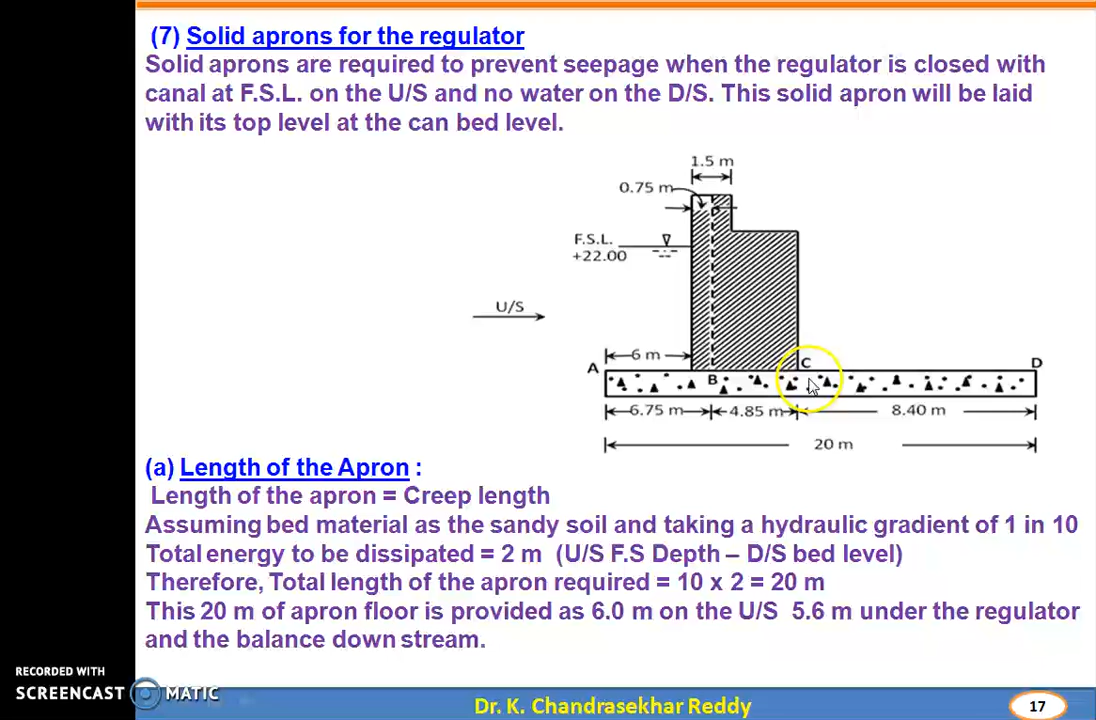 (7) Solid aprons for the regulator
Solid aprons are required to prevent seepage when the regulator is closed with
canal at F.S.L. on the U/S and no water on the D/S. This solid apron will be laid
with its top level at the can bed level.
1.5 m
0.75 m
F.S.L.
+22.00
U/S
6 m
A
B
C
D
6.75 m
4.85 m
8.40 m
20 m
(a) Length of the Apron :
Length of the apron = Creep length
Assuming bed material as the sandy soil and taking a hydraulic gradient of 1 in 10
Total energy to be dissipated = 2 m (U/S F.S Depth – D/S bed level)
Therefore, Total length of the apron required = 10 x 2 = 20 m
This 20 m of apron floor is provided as 6.0 m on the U/S 5.6 m under the regulator
and the balance down stream.
RECORDED WITH
SCREENCAST MATIC
Dr. K. Chandrasekhar Reddy
17